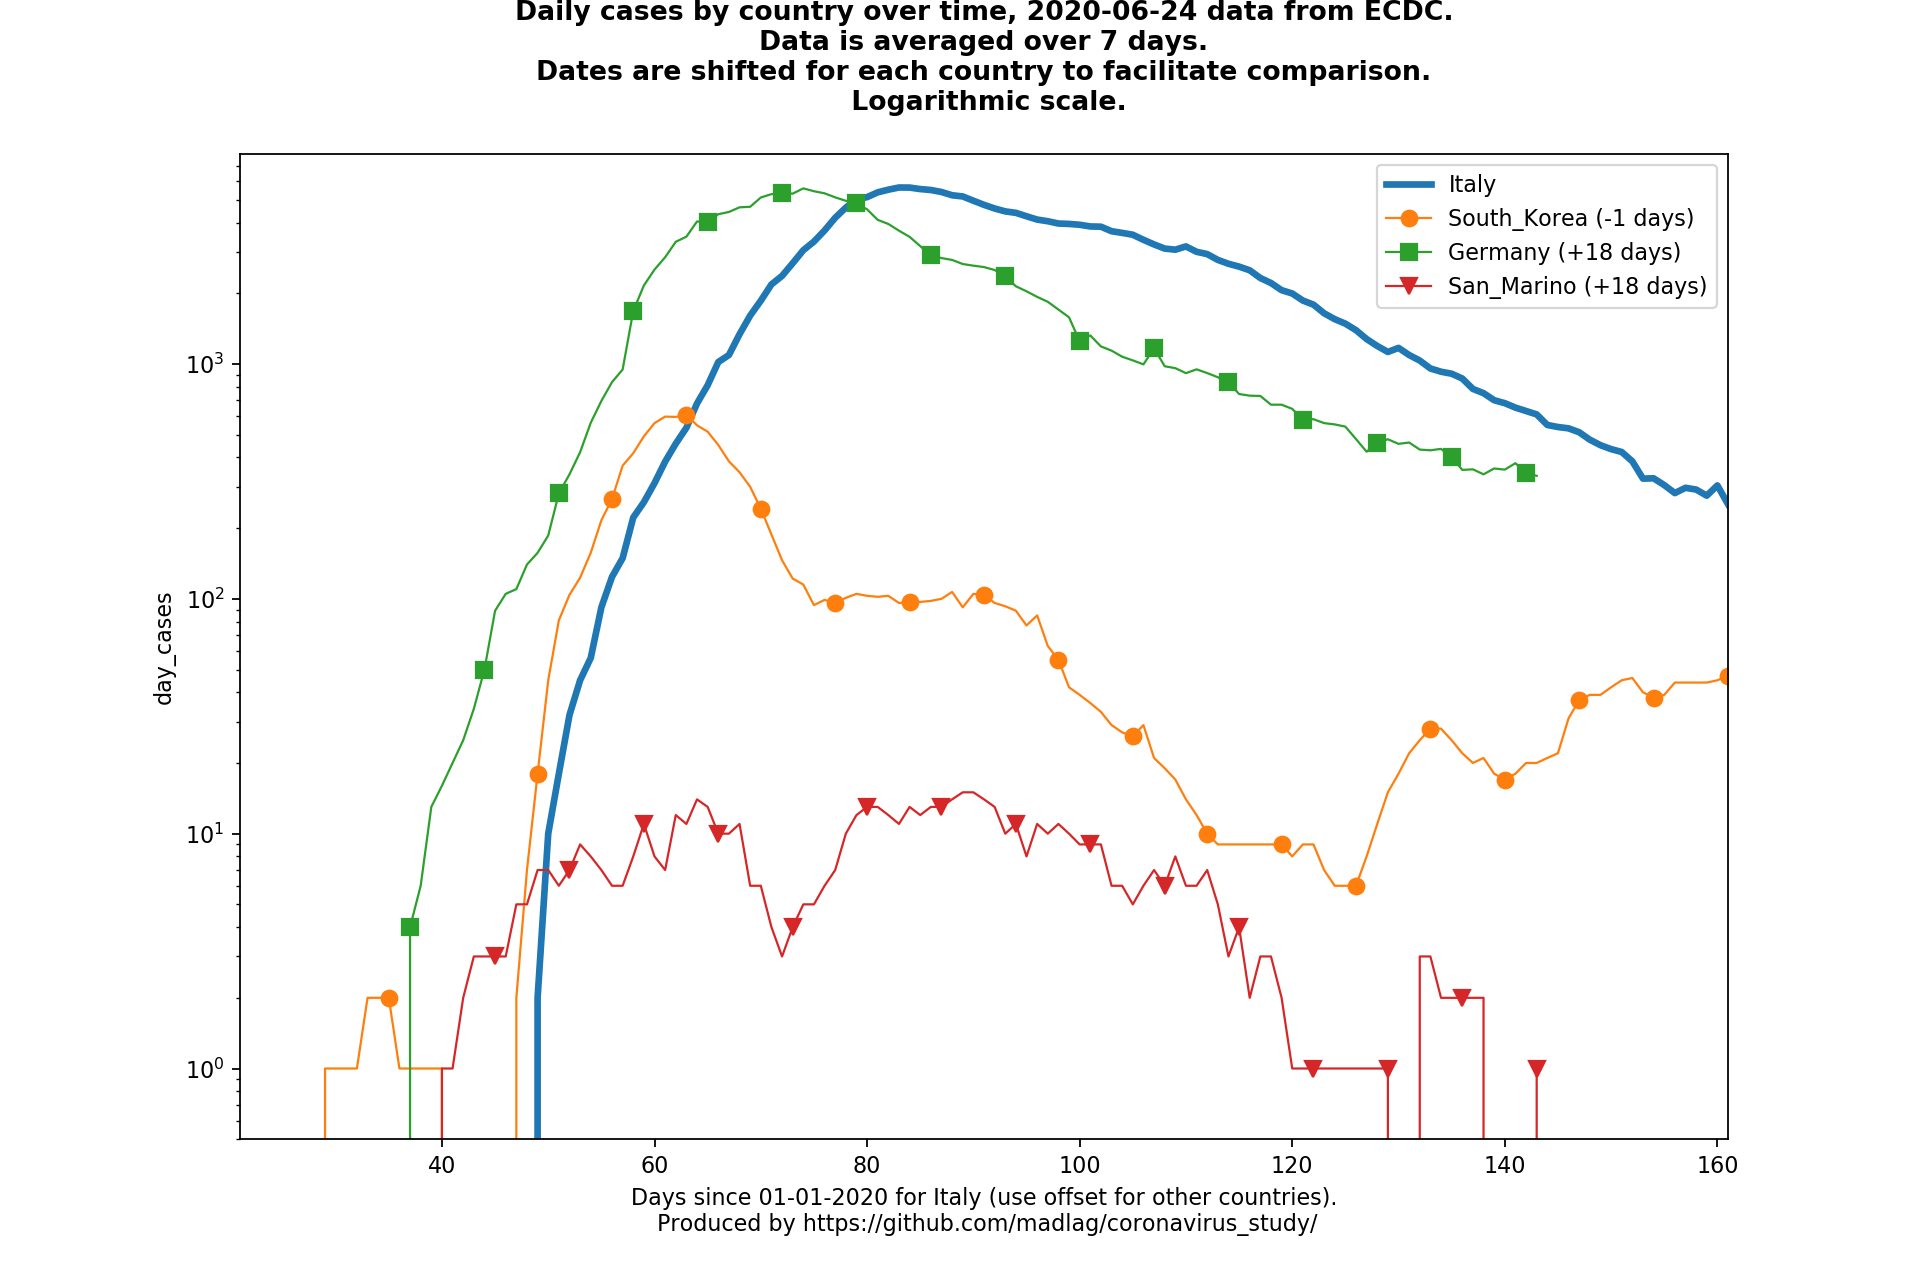 Daily cases by country over time, 2020-06-24 data from ECDC.
Data is averaged over 7 days.
Dates are shifted for each country to facilitate comparison.
Logarithmic scale.
Italy
South_Korea (-1 days)
Germany (+18 days)
San_Marino (+18 days)
day_cases
10³
10²
10¹
10⁰
40 60 80 100 120 140 160
Days since 01-01-2020 for Italy (use offset for other countries).
Produced by https://github.com/madlag/coronavirus_study/